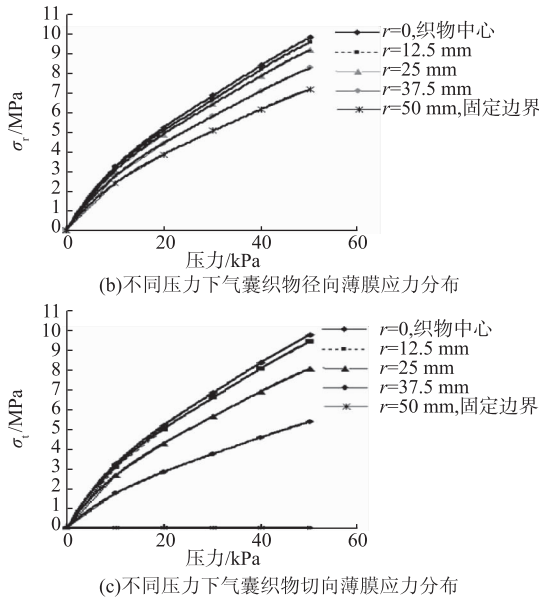 11
10
9
8
7
6
5
4
3
2
1
0
σr/MPa
0 20 40 60
压力/kPa
r=0,织物中心
r=12.5 mm
r=25 mm
r=37.5 mm
r=50 mm,固定边界
(b)不同压力下气囊织物径向薄膜应力分布
11
10
9
8
7
6
5
4
3
2
1
0
σt/MPa
0 20 40 60
压力/kPa
r=0,织物中心
r=12.5 mm
r=25 mm
r=37.5 mm
r=50 mm,固定边界
(c)不同压力下气囊织物切向薄膜应力分布